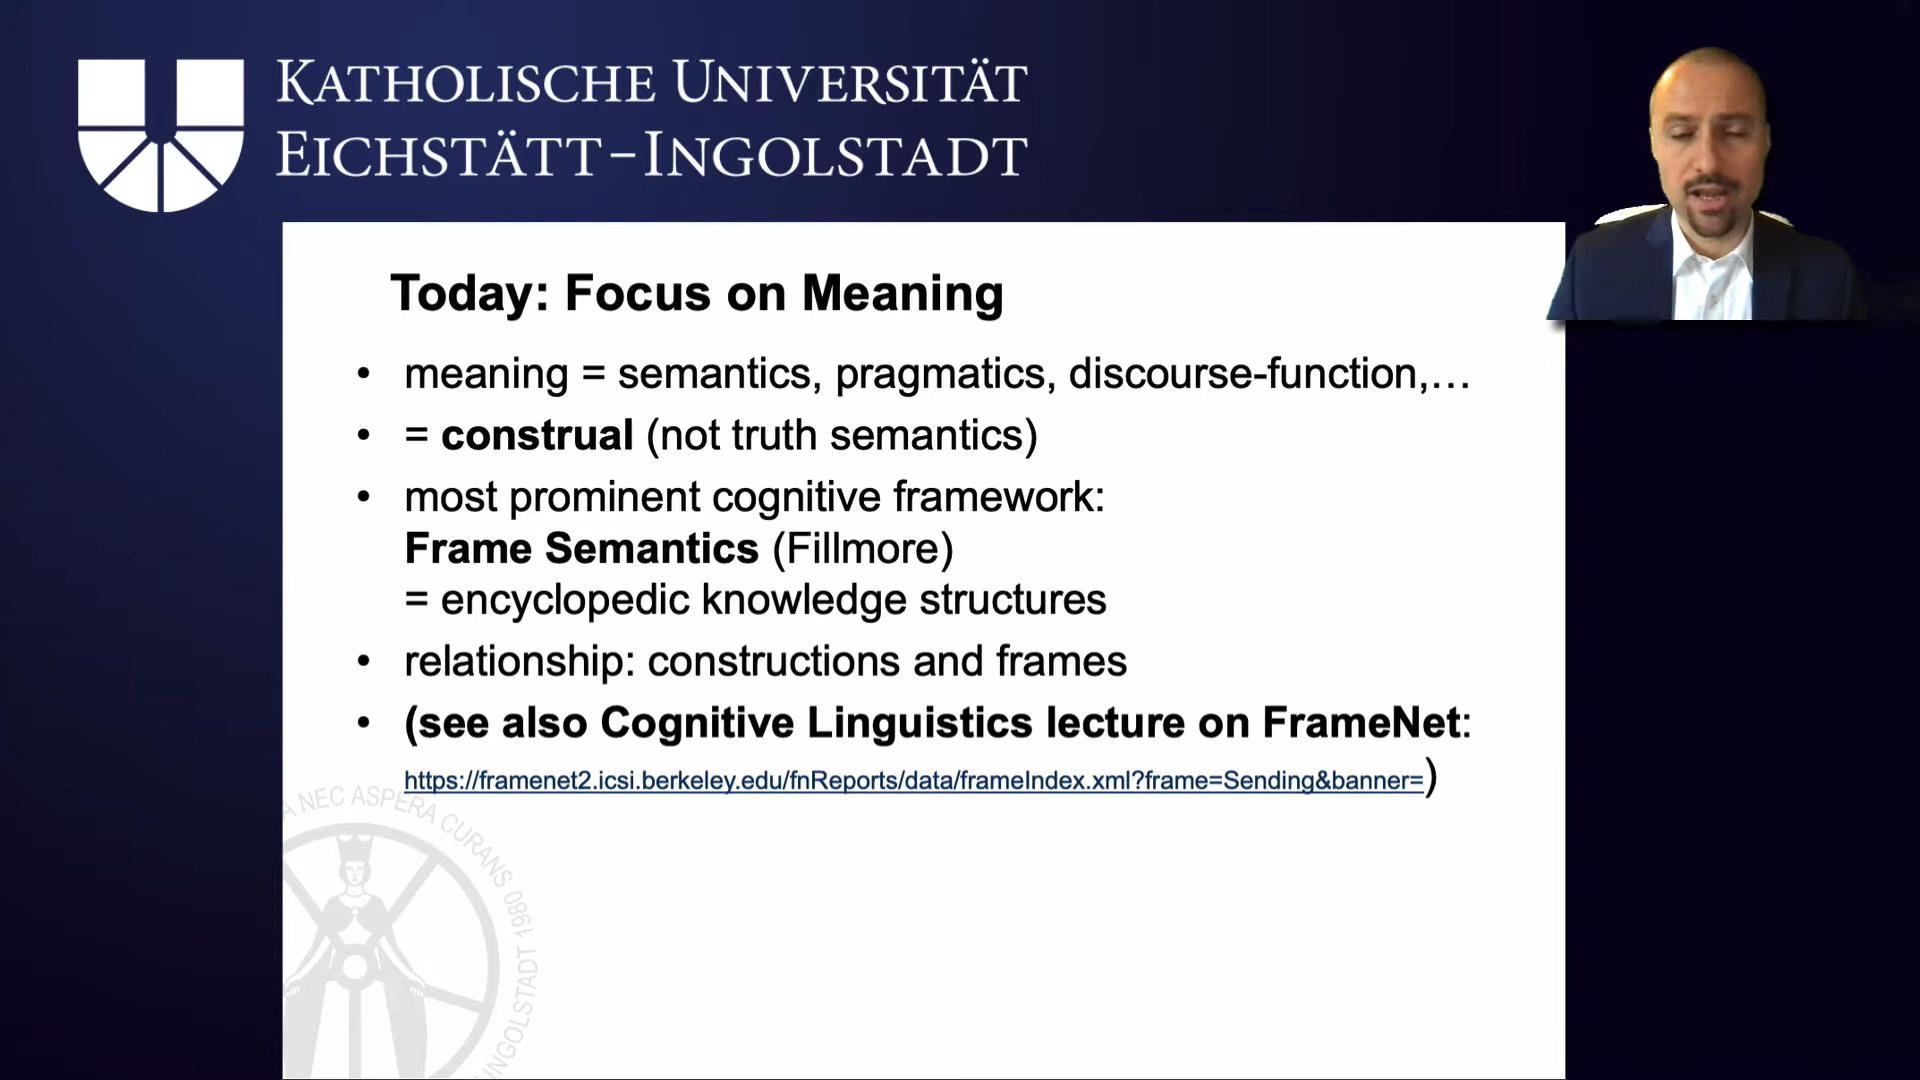 KATHOLISCHE UNIVERSITÄT
EICHSTÄTT-INGOLSTADT
Today: Focus on Meaning
• meaning = semantics, pragmatics, discourse-function,…
• = construal (not truth semantics)
• most prominent cognitive framework:
Frame Semantics (Fillmore)
= encyclopedic knowledge structures
• relationship: constructions and frames
• (see also Cognitive Linguistics lecture on FrameNet:
https://framenet2.icsi.berkeley.edu/fnReports/data/frameIndex.xml?frame=Sending&banner=)
A NEC ASPERA CURANS 1980 INGOLSTADT